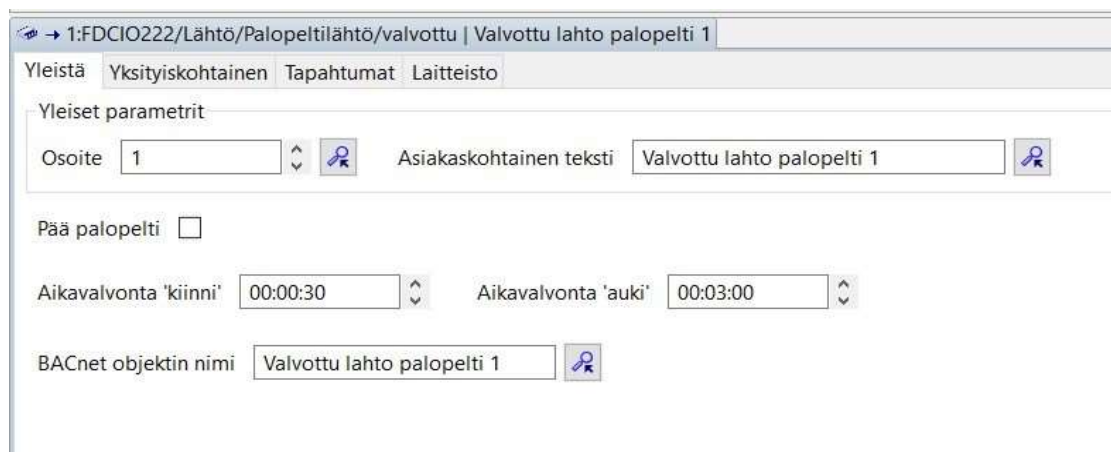 → 1:FDCIO222/Lähtö/Palopeltilähtö/valvottu | Valvottu lahto palopelti 1
Yleistä Yksityiskohtainen Tapahtumat Laitteisto
Yleiset parametrit
Osoite 1 Asiakaskohtainen teksti Valvottu lahto palopelti 1
Pää palopelti
Aikavalvonta 'kiinni' 00:00:30 Aikavalvonta 'auki' 00:03:00
BACnet objektin nimi Valvottu lahto palopelti 1